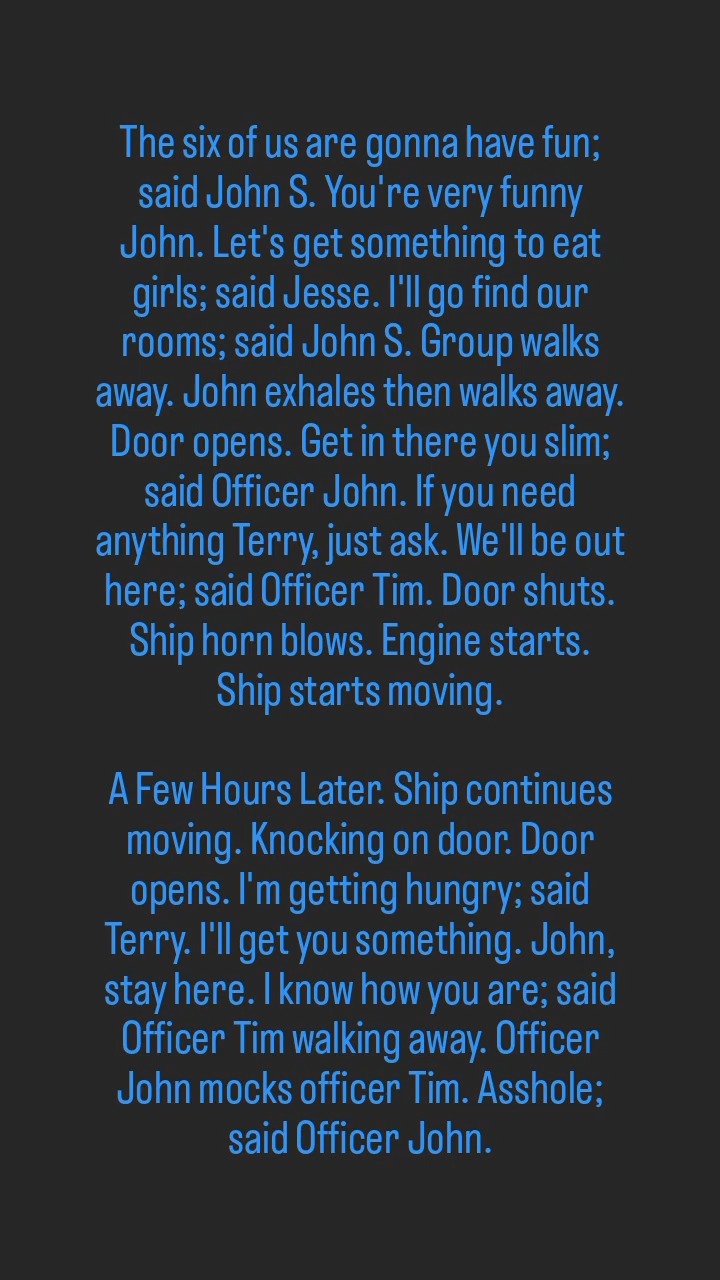 The six of us are gonna have fun;
said John S. You're very funny
John. Let's get something to eat
girls; said Jesse. I'll go find our
rooms; said John S. Group walks
away. John exhales then walks away.
Door opens. Get in there you slim;
said Officer John. If you need
anything Terry, just ask. We'll be out
here; said Officer Tim. Door shuts.
Ship horn blows. Engine starts.
Ship starts moving.

A Few Hours Later. Ship continues
moving. Knocking on door. Door
opens. I'm getting hungry; said
Terry. I'll get you something. John,
stay here. I know how you are; said
Officer Tim walking away. Officer
John mocks officer Tim. Asshole;
said Officer John.